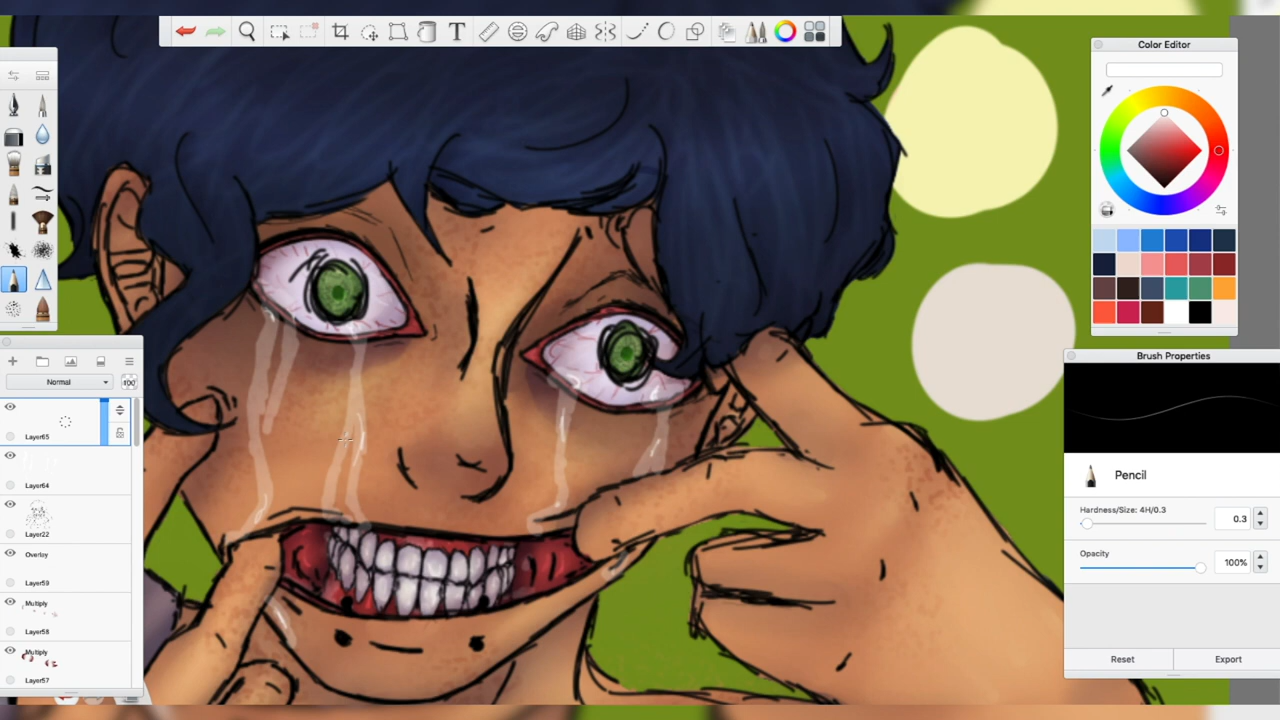 T
Color Editor
Normal
100
Layer65
Layer64
Layer22
Overlay
Layer59
Multiply
Layer58
Multiply
Layer57
Brush Properties
Pencil
Hardness/Size: 4H/0.3
0.3
Opacity
100%
Reset
Export